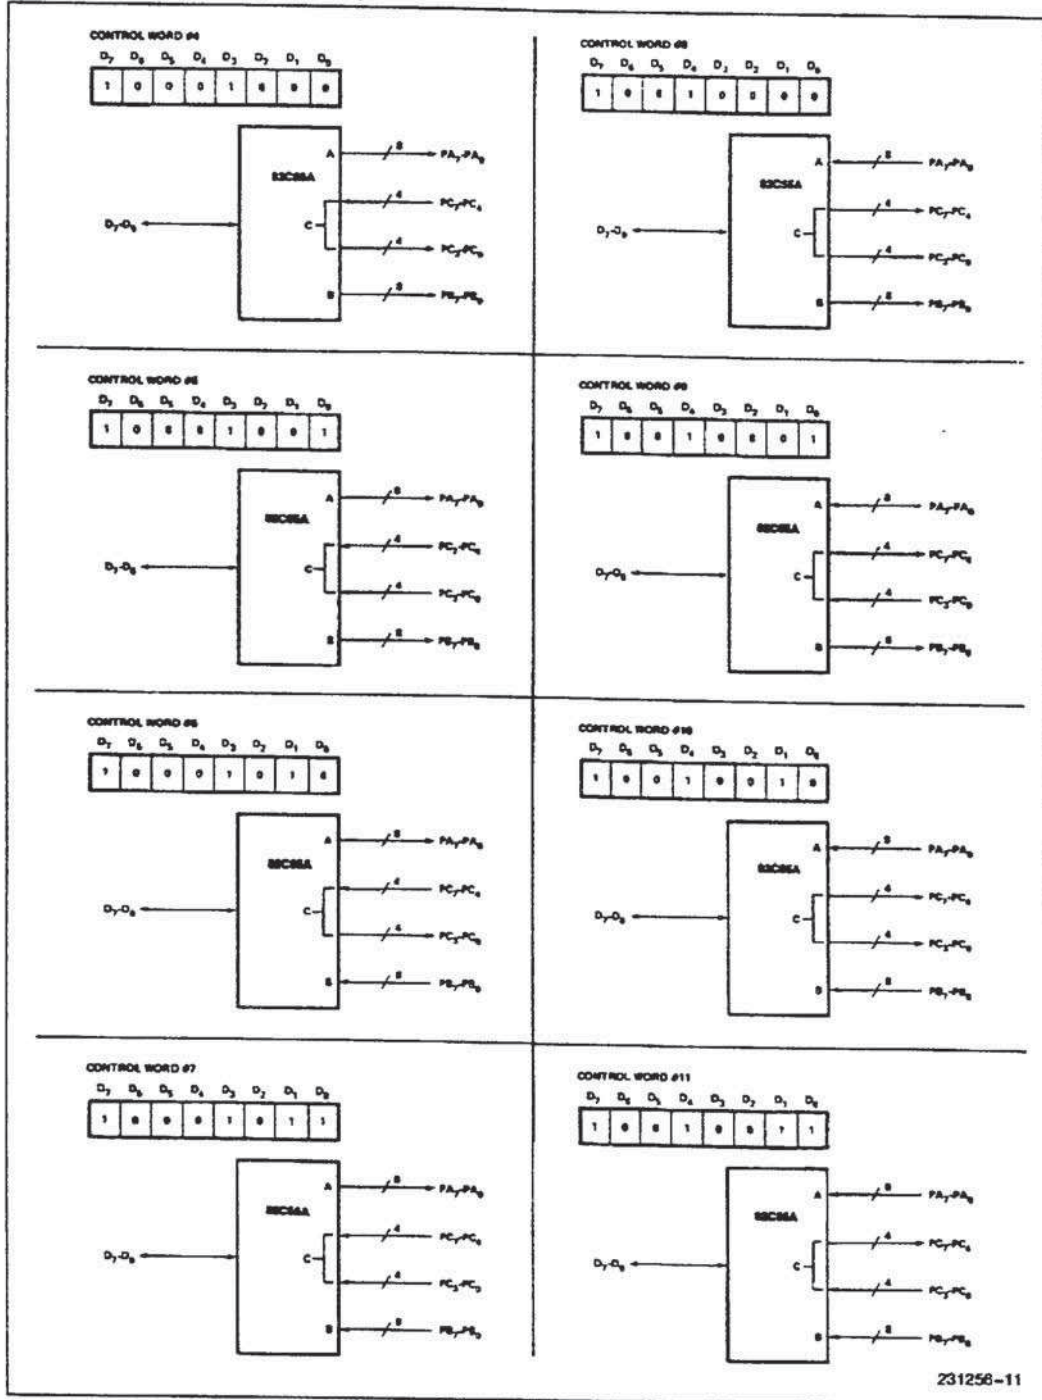 CONTROL WORD #4
D7 D6 D5 D4 D3 D2 D1 D0
1 0 0 0 1 0 0 0
82C55A
A
8
PA7-PA0
4
PC7-PC4
D7-D0
C
4
PC3-PC0
B
8
PB7-PB0
CONTROL WORD #5
D7 D6 D5 D4 D3 D2 D1 D0
1 0 0 0 1 0 0 1
82C55A
A
8
PA7-PA0
4
PC7-PC4
D7-D0
C
4
PC3-PC0
B
8
PB7-PB0
CONTROL WORD #6
D7 D6 D5 D4 D3 D2 D1 D0
1 0 0 0 1 0 1 0
82C55A
A
8
PA7-PA0
4
PC7-PC4
D7-D0
C
4
PC3-PC0
B
8
PB7-PB0
CONTROL WORD #7
D7 D6 D5 D4 D3 D2 D1 D0
1 0 0 0 1 0 1 1
82C55A
A
8
PA7-PA0
4
PC7-PC4
D7-D0
C
4
PC3-PC0
B
8
PB7-PB0
CONTROL WORD #8
D7 D6 D5 D4 D3 D2 D1 D0
1 0 0 1 0 0 0 0
82C55A
A
8
PA7-PA0
4
PC7-PC4
D7-D0
C
4
PC3-PC0
B
8
PB7-PB0
CONTROL WORD #9
D7 D6 D5 D4 D3 D2 D1 D0
1 0 0 1 0 0 0 1
82C55A
A
8
PA7-PA0
4
PC7-PC4
D7-D0
C
4
PC3-PC0
B
8
PB7-PB0
CONTROL WORD #10
D7 D6 D5 D4 D3 D2 D1 D0
1 0 0 1 0 0 1 0
82C55A
A
8
PA7-PA0
4
PC7-PC4
D7-D0
C
4
PC3-PC0
B
8
PB7-PB0
CONTROL WORD #11
D7 D6 D5 D4 D3 D2 D1 D0
1 0 0 1 0 0 1 1
82C55A
A
8
PA7-PA0
4
PC7-PC4
D7-D0
C
4
PC3-PC0
B
8
PB7-PB0
231256-11